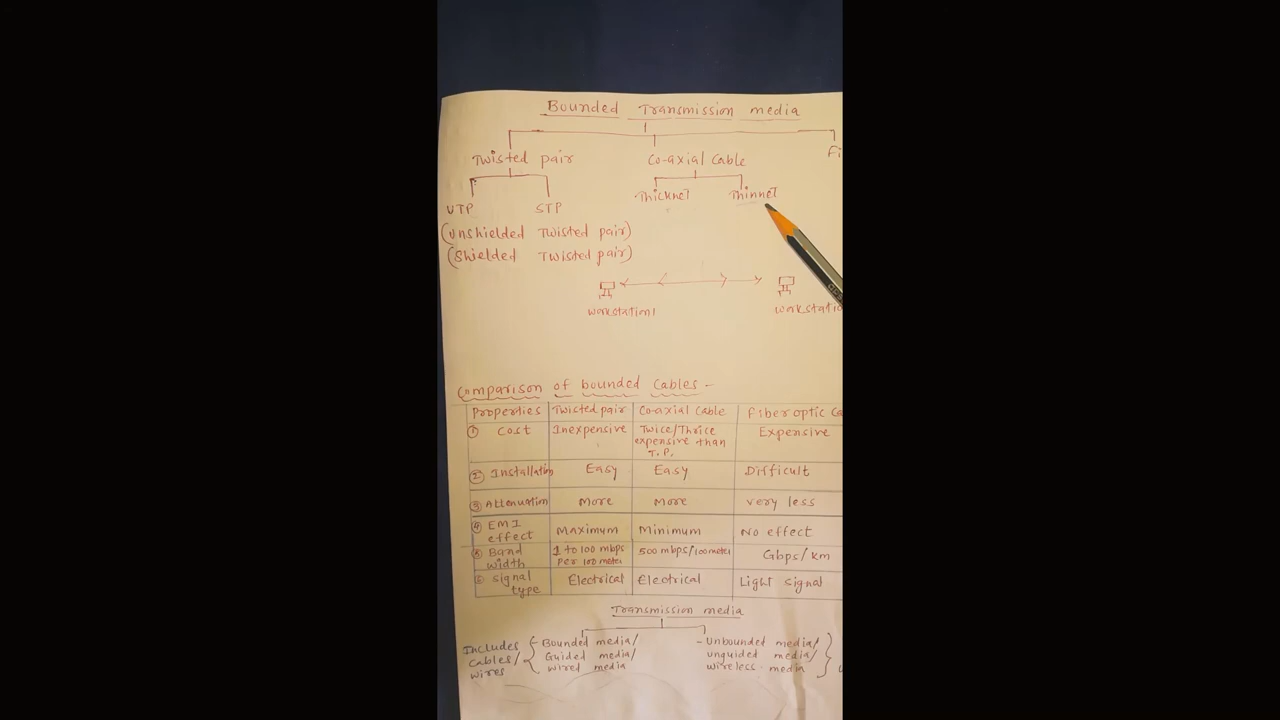 Bounded Transmission media
Twisted pair Co-axial Cable Fi
UTP STP Thicknet Thinnet
(Unshielded Twisted pair)
(Shielded Twisted pair)
workstation1 workstatio
Comparison of bounded Cables -
Properties Twisted pair Co-axial Cable Fiber optic Ca
① Cost Inexpensive Twice/Thrice expensive than T.P. Expensive
② Installation Easy Easy Difficult
③ Attenuation More More very less
④ EMI effect Maximum Minimum No effect
⑤ Band width 1 to 100 mbps per 100 meter 500 mbps/100meter Gbps/km
⑥ Signal type Electrical Electrical Light signal
Transmission media
Includes cables/ wires
- Bounded media/
Guided media/
wired media
- Unbounded media/
unguided media/
wireless media